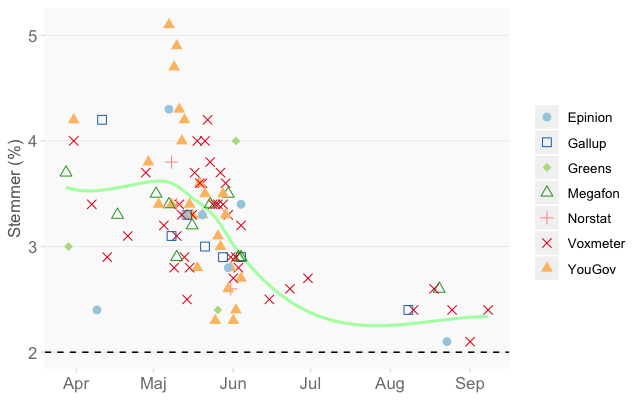 Stemmer (%)
5
4
3
2
Apr Maj Jun Jul Aug Sep
Epinion
Gallup
Greens
Megafon
Norstat
Voxmeter
YouGov